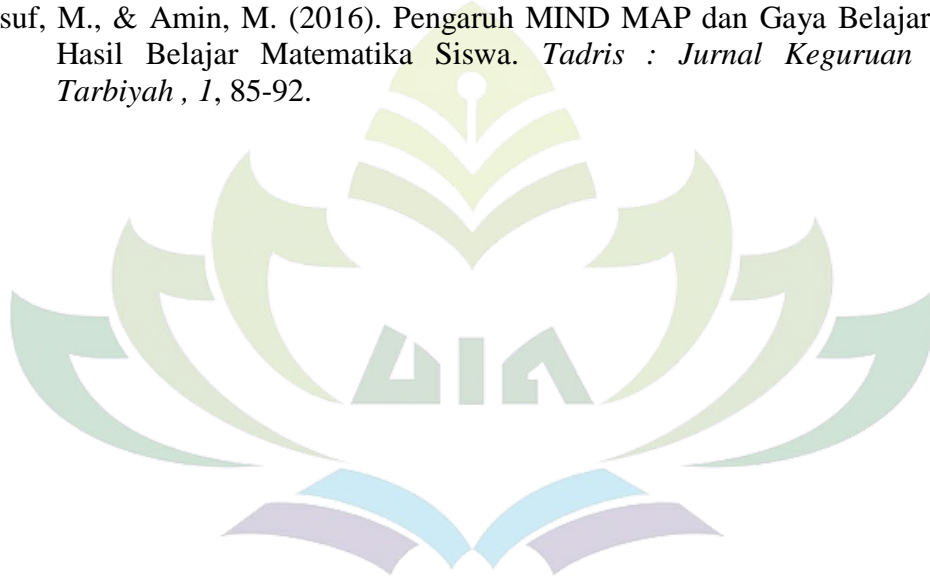 suf, M., & Amin, M. (2016). Pengaruh MIND MAP dan Gaya Belajar
Hasil Belajar Matematika Siswa. Tadris : Jurnal Keguruan
Tarbiyah , 1, 85-92.
UIN